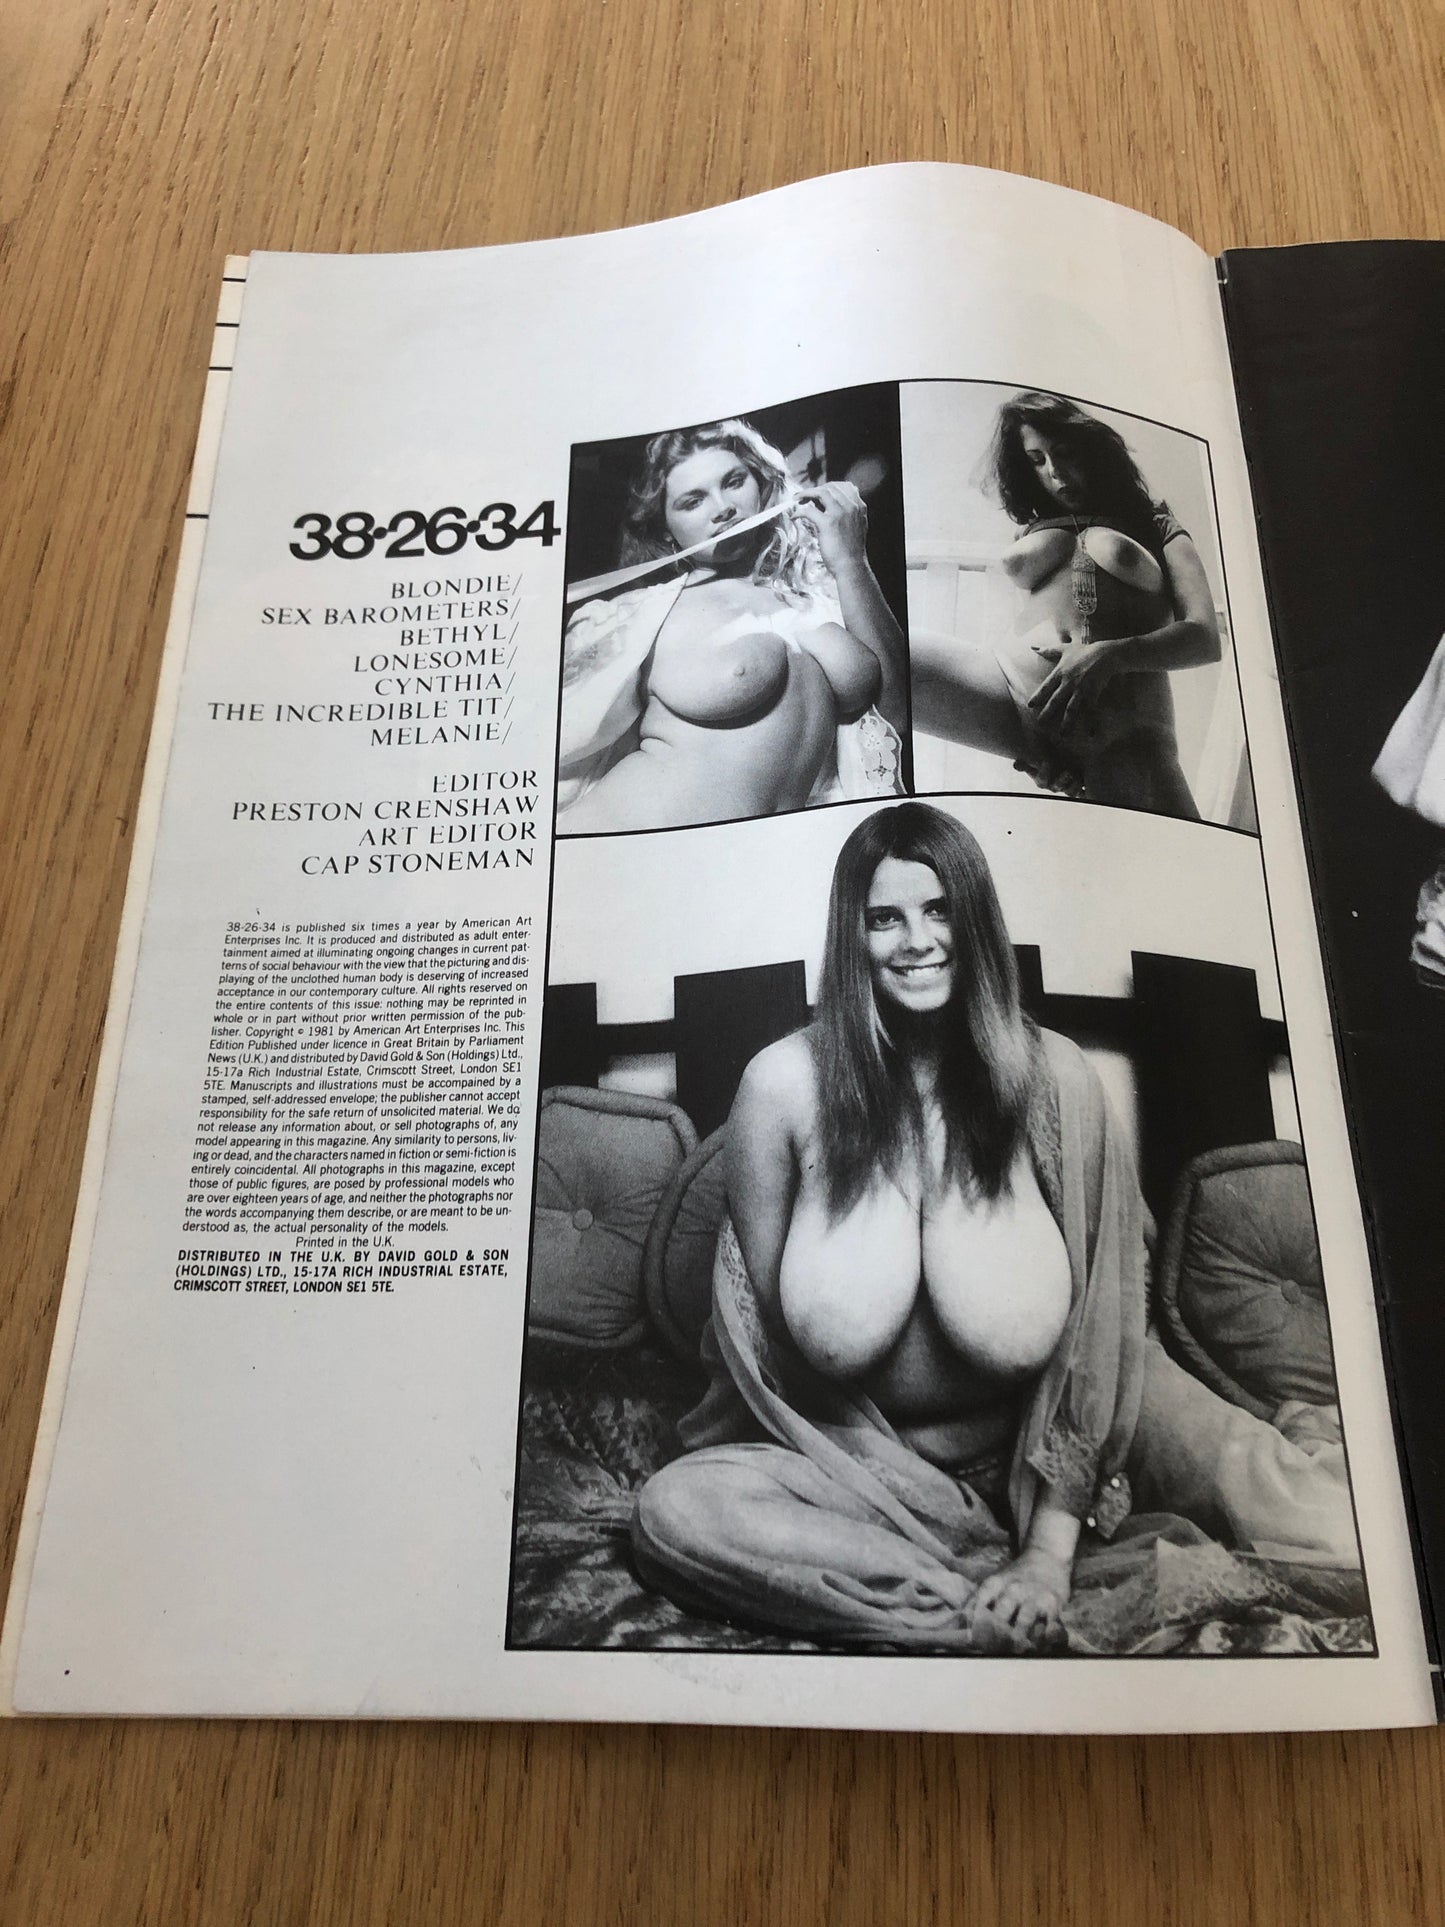 38·26·34
BLONDIE/
SEX BAROMETERS/
BETHYL/
LONESOME/
CYNTHIA/
THE INCREDIBLE TIT/
MELANIE/
EDITOR
PRESTON CRENSHAW
ART EDITOR
CAP STONEMAN
38-26-34 is published six times a year by American Art
Enterprises Inc. It is produced and distributed as adult enter-
tainment aimed at illuminating ongoing changes in current pat-
terns of social behaviour with the view that the picturing and dis-
playing of the unclothed human body is deserving of increased
acceptance in our contemporary culture. All rights reserved on
the entire contents of this issue: nothing may be reprinted in
whole or in part without prior written permission of the pub-
lisher. Copyright © 1981 by American Art Enterprises Inc. This
Edition Published under licence in Great Britain by Parliament
News (U.K.) and distributed by David Gold & Son (Holdings) Ltd.,
15-17a Rich Industrial Estate, Crimscott Street, London SE1
5TE. Manuscripts and illustrations must be accompained by a
stamped, self-addressed envelope; the publisher cannot accept
responsibility for the safe return of unsolicited material. We do
not release any information about, or sell photographs of, any
model appearing in this magazine. Any similarity to persons, liv-
ing or dead, and the characters named in fiction or semi-fiction is
entirely coincidental. All photographs in this magazine, except
those of public figures, are posed by professional models who
are over eighteen years of age, and neither the photographs nor
the words accompanying them describe, or are meant to be un-
derstood as, the actual personality of the models.
Printed in the U.K.
DISTRIBUTED IN THE U.K. BY DAVID GOLD & SON
(HOLDINGS) LTD., 15-17A RICH INDUSTRIAL ESTATE,
CRIMSCOTT STREET, LONDON SE1 5TE.